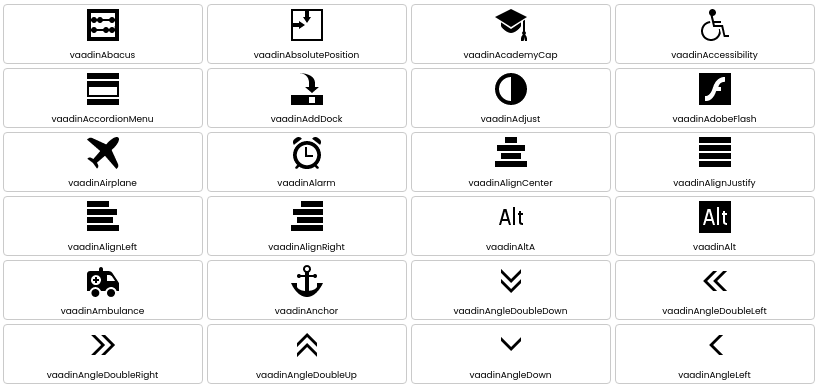 vaadinAbacus
vaadinAbsolutePosition
vaadinAcademyCap
vaadinAccessibility
vaadinAccordionMenu
vaadinAddDock
vaadinAdjust
vaadinAdobeFlash
vaadinAirplane
vaadinAlarm
vaadinAlignCenter
vaadinAlignJustify
vaadinAlignLeft
vaadinAlignRight
Alt
vaadinAltA
Alt
vaadinAlt
vaadinAmbulance
vaadinAnchor
vaadinAngleDoubleDown
vaadinAngleDoubleLeft
vaadinAngleDoubleRight
vaadinAngleDoubleUp
vaadinAngleDown
vaadinAngleLeft